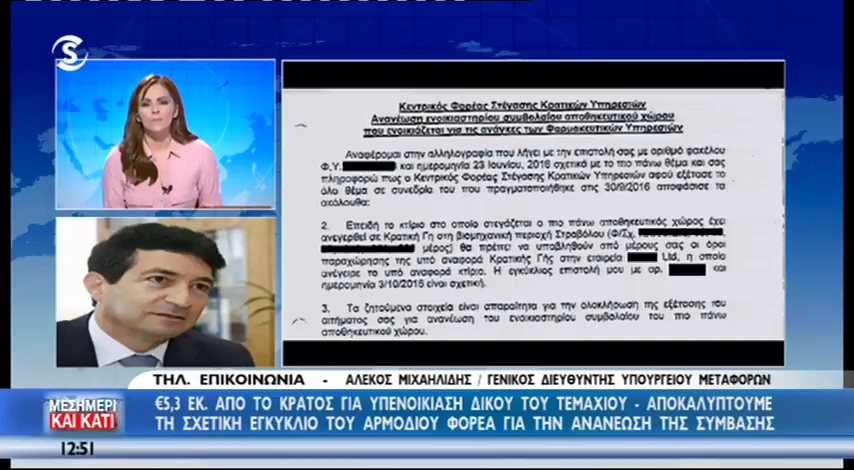 S
Κεντρικός Φορέας Στέγασης Κρατικών Υπηρεσιών
Ανανέωση ενοικιαστηρίου συμβολαίου αποθηκευτικού χώρου
που ενοικιάζεται για τις ανάγκες των Φαρμακευτικών Υπηρεσιών
Αναφέρομαι στην αλληλογραφία που λήγει με την επιστολή σας με αριθμό φακέλου
Φ.Υ. και ημερομηνία 23 Ιουνίου, 2016 σχετικά με το πιο πάνω θέμα και σας
πληροφορώ πως ο Κεντρικός Φορέας Στέγασης Κρατικών Υπηρεσιών αφού εξέτασε το
όλο θέμα σε συνεδρία του που πραγματοποιήθηκε στις 30/9/2016 αποφάσισε τα
ακόλουθα:
2. Επειδή το κτίριο στο οποίο στεγάζεται ο πιο πάνω αποθηκευτικός χώρος έχει
ανεγερθεί σε Κρατική Γη στη βιομηχανική περιοχή Στροβόλου (Φ/Σχ.
μέρος) θα πρέπει να υποβληθούν από μέρους σας οι όροι
παραχώρησης της υπό αναφορά Κρατικής Γής στην εταιρεία Ltd, η οποία
ανέγειρε το υπό αναφορά κτίριο. Η εγκύκλιος επιστολή μου με αρ. και
ημερομηνία 3/10/2016 είναι σχετική.
3. Τα ζητούμενα στοιχεία είναι απαραίτητα για την ολοκλήρωση της εξέτασης του
αιτήματος σας για ανανέωση του ενοικιαστηρίου συμβολαίου του πιο πάνω
αποθηκευτικού χώρου.
ΤΗΛ. ΕΠΙΚΟΙΝΩΝΙΑ - ΑΛΕΚΟΣ ΜΙΧΑΗΛΙΔΗΣ / ΓΕΝΙΚΟΣ ΔΙΕΥΘΥΝΤΗΣ ΥΠΟΥΡΓΕΙΟΥ ΜΕΤΑΦΟΡΩΝ
ΜΕΣΗΜΕΡΙ
ΚΑΙ ΚΑΤΙ
€5,3 ΕΚ. ΑΠΟ ΤΟ ΚΡΑΤΟΣ ΓΙΑ ΥΠΕΝΟΙΚΙΑΣΗ ΔΙΚΟΥ ΤΟΥ ΤΕΜΑΧΙΟΥ - ΑΠΟΚΑΛΥΠΤΟΥΜΕ
ΤΗ ΣΧΕΤΙΚΗ ΕΓΚΥΚΛΙΟ ΤΟΥ ΑΡΜΟΔΙΟΥ ΦΟΡΕΑ ΓΙΑ ΤΗΝ ΑΝΑΝΕΩΣΗ ΤΗΣ ΣΥΜΒΑΣΗΣ
12:51